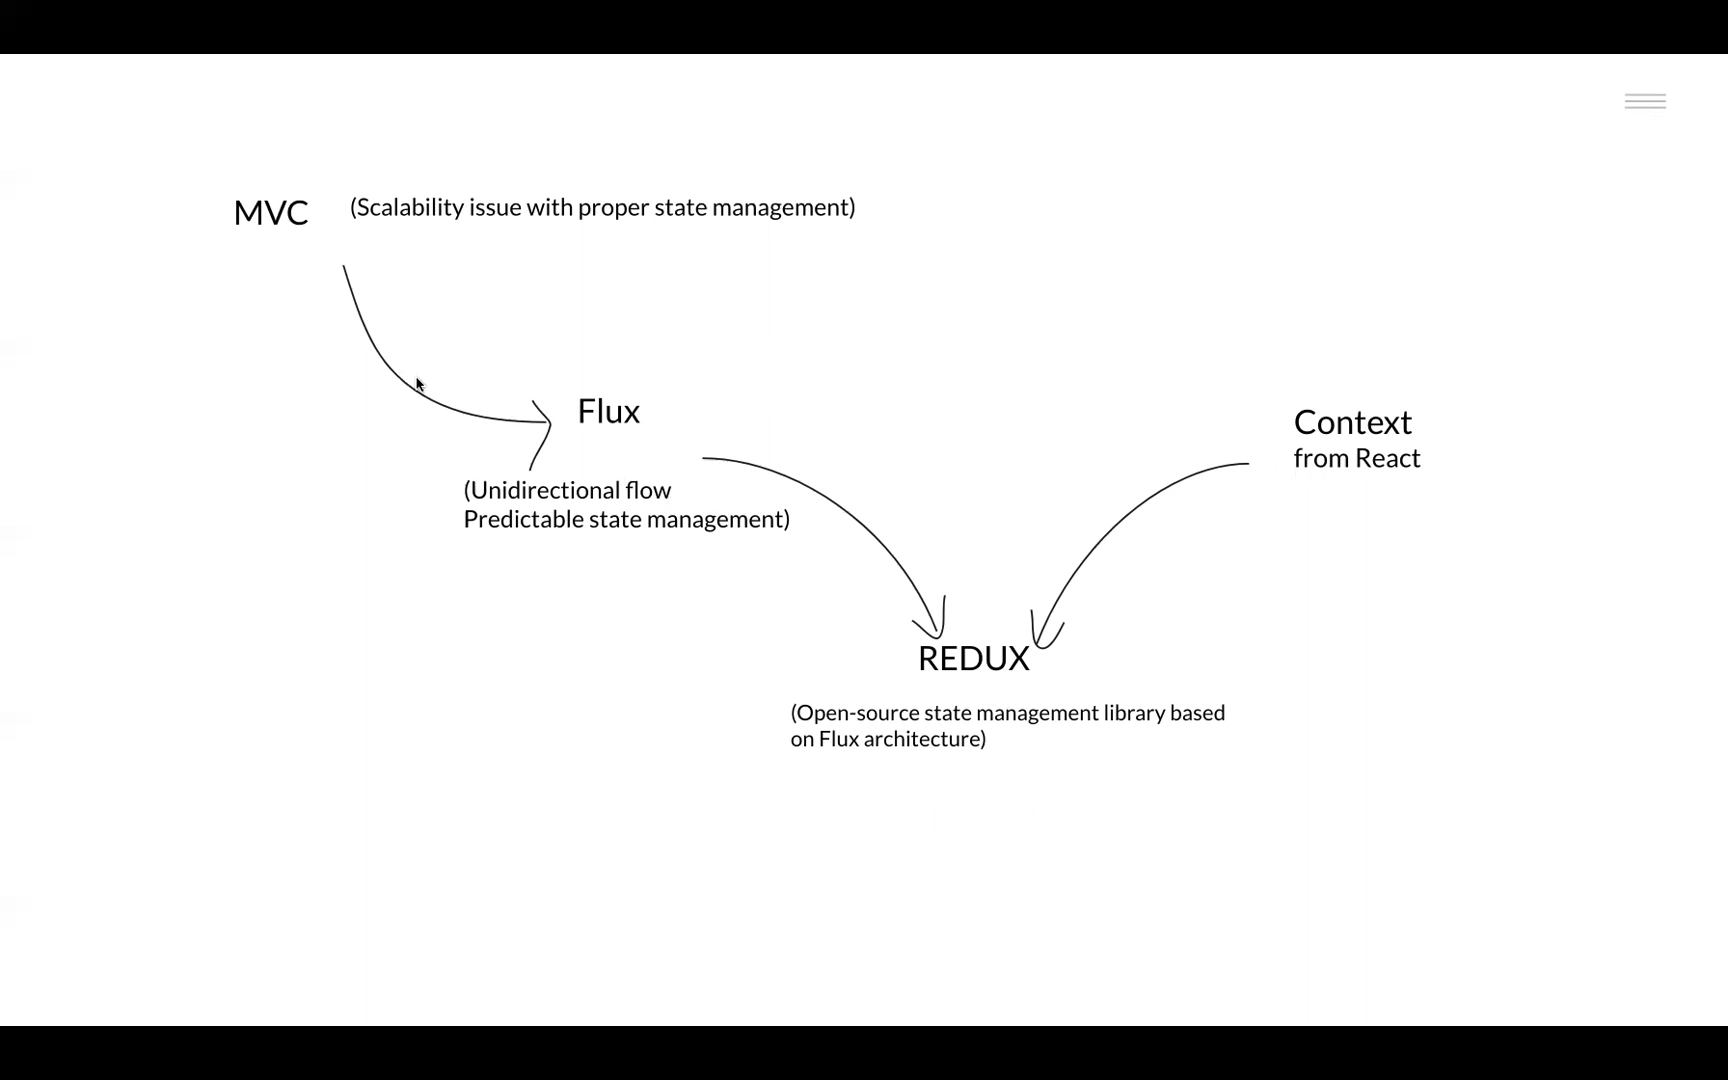 MVC (Scalability issue with proper state management)
Flux
(Unidirectional flow
Predictable state management)
Context
from React
REDUX
(Open-source state management library based
on Flux architecture)